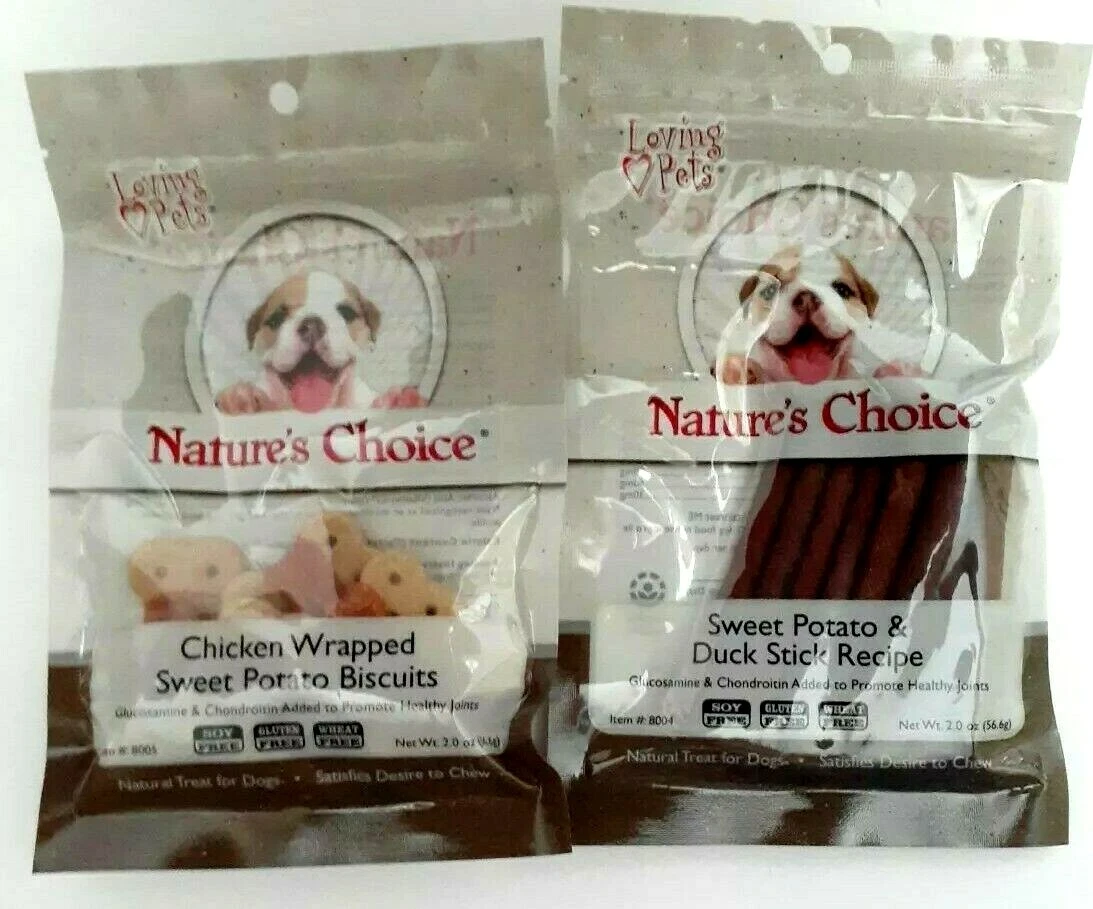 Loving
Pets
Nature's Choice®
Chicken Wrapped
Sweet Potato Biscuits
Glucosamine & Chondroitin Added to Promote Healthy Joints
SOY FREE GLUTEN FREE WHEAT FREE
#: 8005
Net Wt. 2.0 oz
Natural Treat for Dogs • Satisfies Desire to Chew
Loving
Pets
Nature's Choice®
Sweet Potato &
Duck Stick Recipe
Glucosamine & Chondroitin Added to Promote Healthy Joints
SOY FREE GLUTEN FREE WHEAT FREE
Item #: 8004
Net Wt. 2.0 oz (56.6g)
Natural Treat for Dogs • Satisfies Desire to Chew